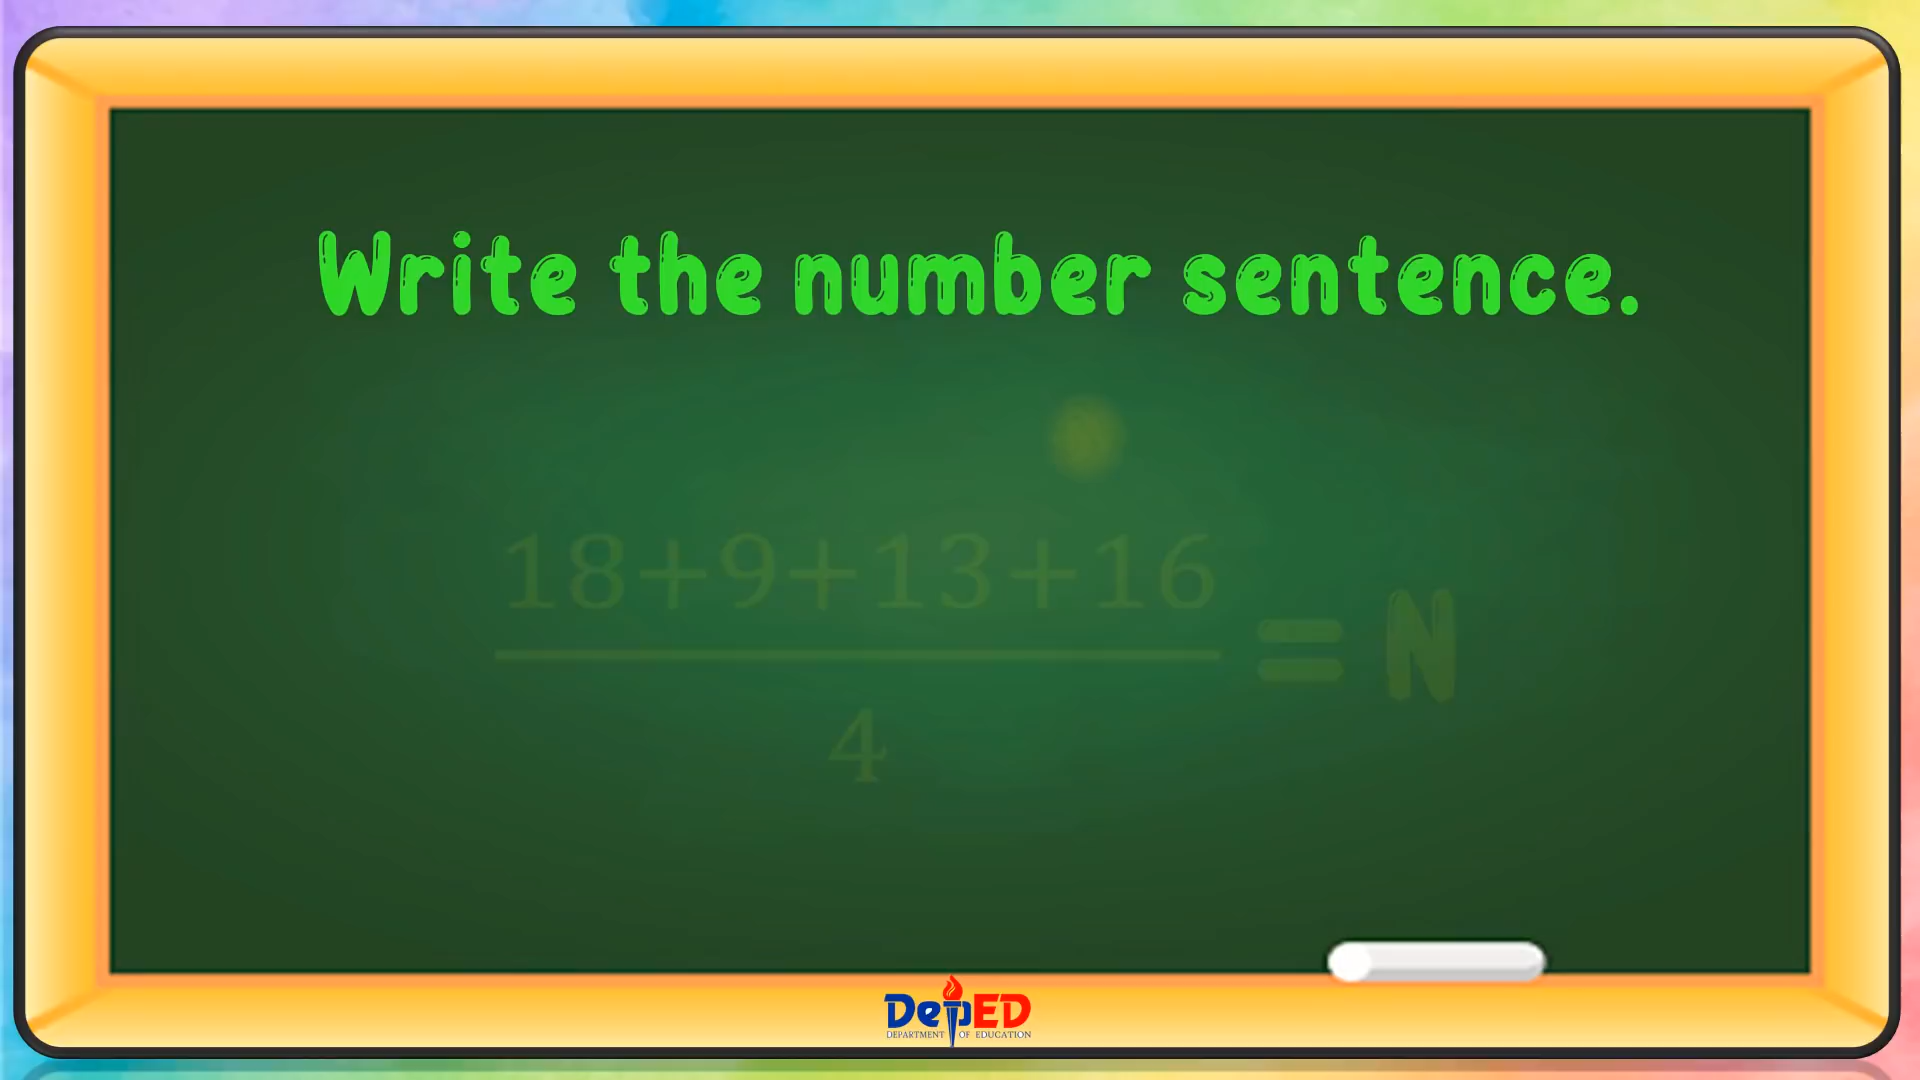 Write the number sentence.
18+9+13+16
= N
4
DepED
DEPARTMENT OF EDUCATION